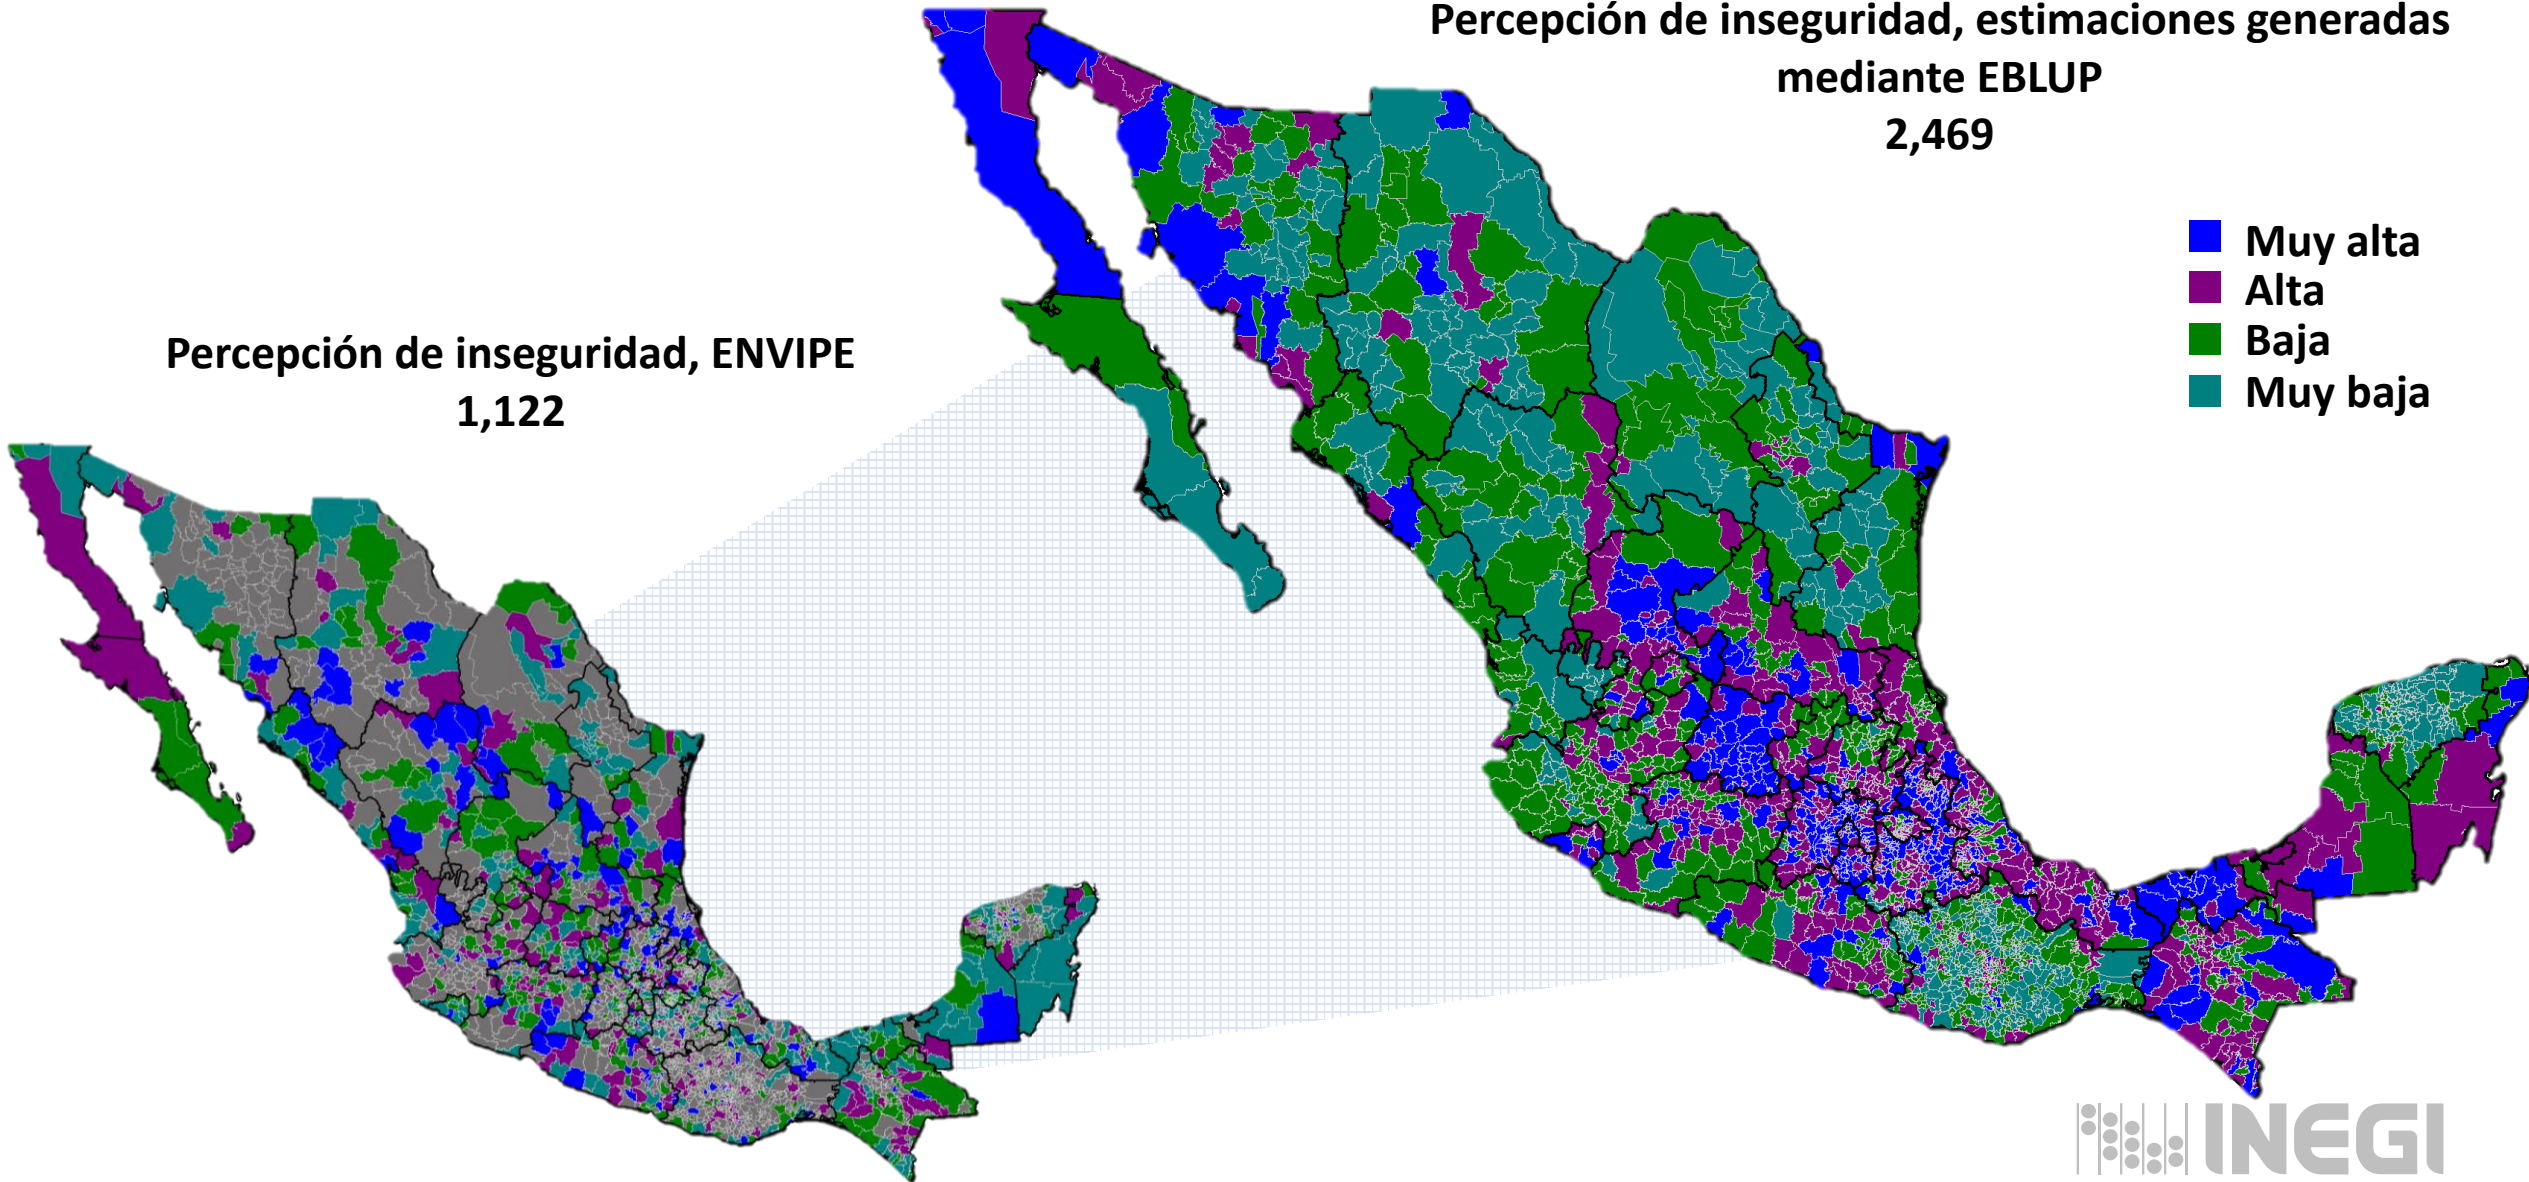 Percepción de inseguridad, estimaciones generadas
mediante EBLUP
2,469
Muy alta
Alta
Baja
Muy baja
Percepción de inseguridad, ENVIPE
1,122
INEGI